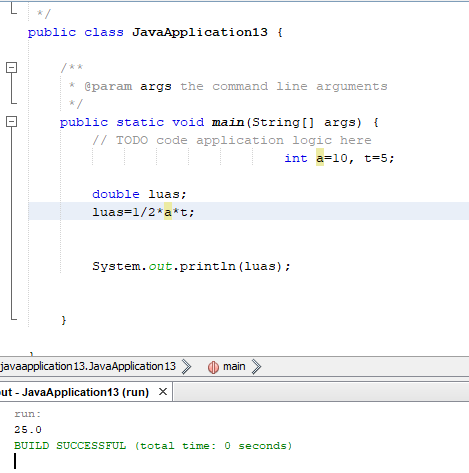 */
public class JavaApplication13 {
/**
* @param args the command line arguments
*/
public static void main(String[] args) {
// TODO code application logic here
int a=10, t=5;
double luas;
luas=1/2*a*t;
System.out.println(luas);
}
javaapplication13.JavaApplication13 main
out - JavaApplication13 (run) ×
run:
25.0
BUILD SUCCESSFUL (total time: 0 seconds)